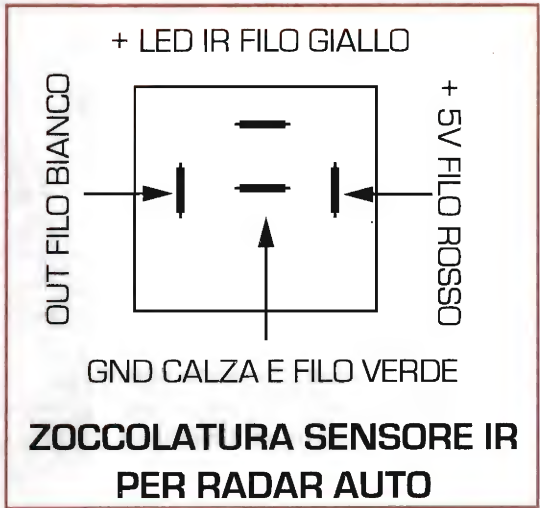 + LED IR FILO GIALLO
OUT FILO BIANCO
+ 5V FILO ROSSO
GND CALZA E FILO VERDE
ZOCCOLATURA SENSORE IR
PER RADAR AUTO